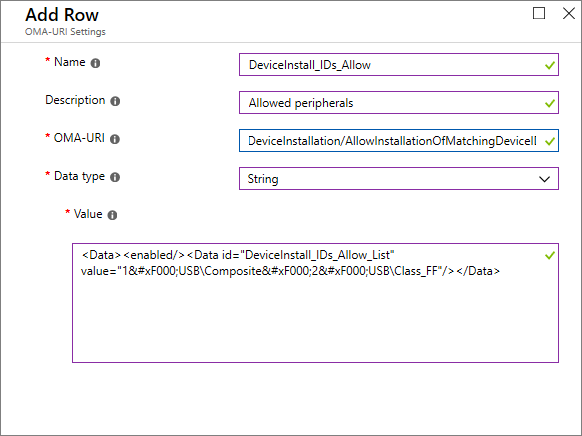 Add Row
OMA-URI Settings
* Name
DeviceInstall_IDs_Allow
Description
Allowed peripherals
* OMA-URI
DeviceInstallation/AllowInstallationOfMatchingDeviceI
* Data type
String
* Value
<Data><enabled/><Data id="DeviceInstall_IDs_Allow_List"
value="1&#xF000;USB\Composite&#xF000;2&#xF000;USB\Class_FF"/></Data>